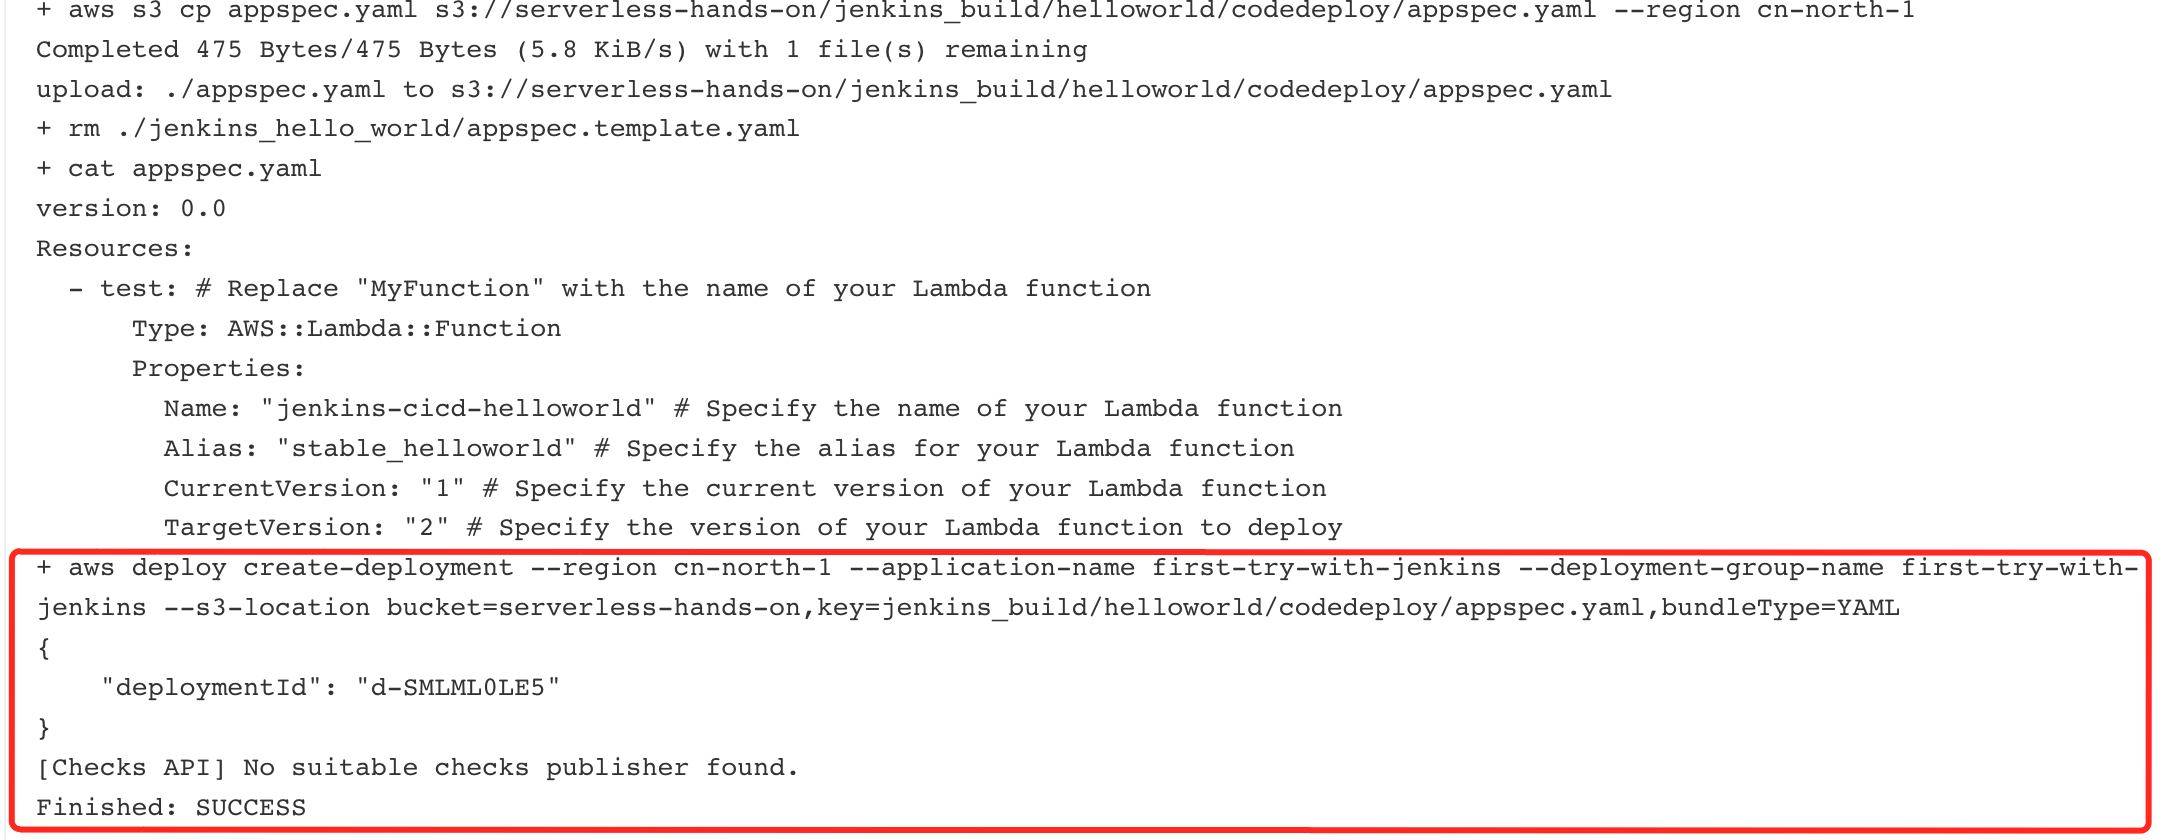 + aws s3 cp appspec.yaml s3://serverless-hands-on/jenkins_build/helloworld/codedeploy/appspec.yaml --region cn-north-1
Completed 475 Bytes/475 Bytes (5.8 KiB/s) with 1 file(s) remaining
upload: ./appspec.yaml to s3://serverless-hands-on/jenkins_build/helloworld/codedeploy/appspec.yaml
+ rm ./jenkins_hello_world/appspec.template.yaml
+ cat appspec.yaml
version: 0.0
Resources:
  - test: # Replace "MyFunction" with the name of your Lambda function
      Type: AWS::Lambda::Function
      Properties:
        Name: "jenkins-cicd-helloworld" # Specify the name of your Lambda function
        Alias: "stable_helloworld" # Specify the alias for your Lambda function
        CurrentVersion: "1" # Specify the current version of your Lambda function
        TargetVersion: "2" # Specify the version of your Lambda function to deploy
+ aws deploy create-deployment --region cn-north-1 --application-name first-try-with-jenkins --deployment-group-name first-try-with-
jenkins --s3-location bucket=serverless-hands-on,key=jenkins_build/helloworld/codedeploy/appspec.yaml,bundleType=YAML
{
    "deploymentId": "d-SMLML0LE5"
}
[Checks API] No suitable checks publisher found.
Finished: SUCCESS